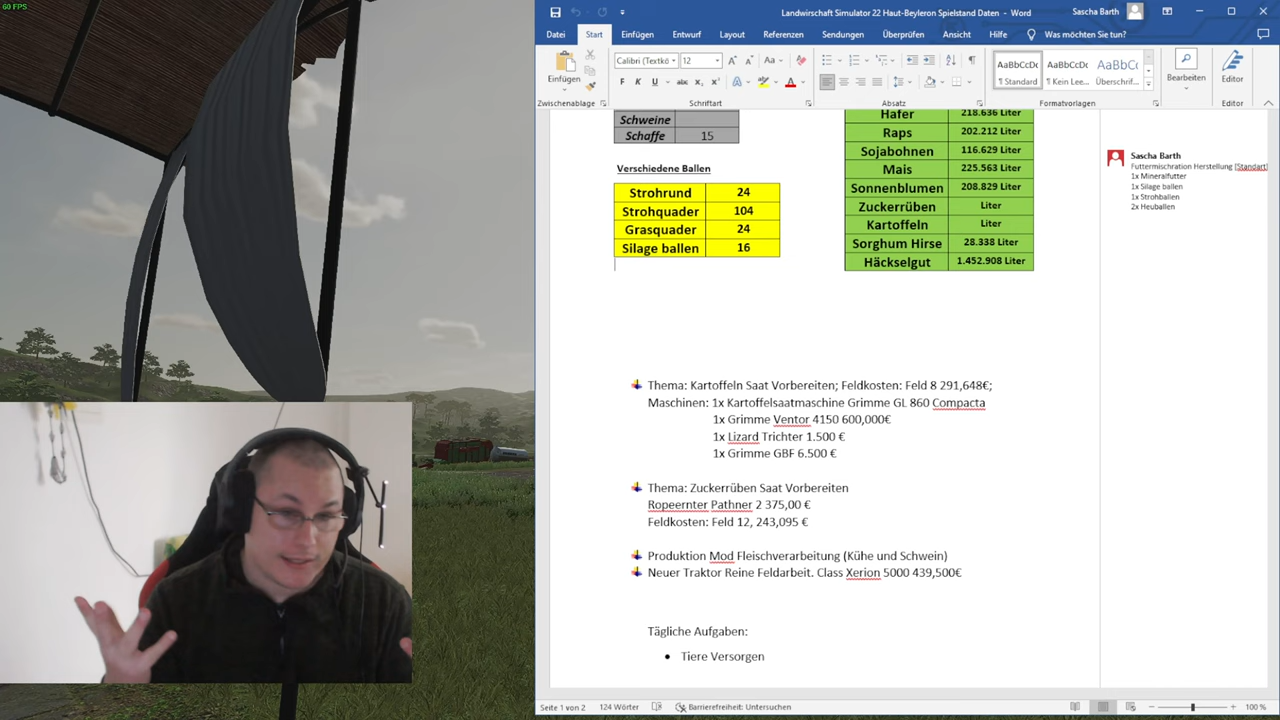 60 FPS
Landwirtschaft Simulator 22 Haut-Beyleron Spielstand Daten - Word
Sascha Barth
Datei Start Einfügen Entwurf Layout Referenzen Sendungen Überprüfen Ansicht Hilfe Was möchten Sie tun?
Calibri (Textkö 12
Einfügen
F K U abc x₂ x²
AaBbCcDc AaBbCcDc AaBbCcDc
Standard Kein Lee... Überschrif...
Bearbeiten Editor
Zwischenablage Schriftart Absatz Formatvorlagen Editor
Schweine
Schaffe 15
Verschiedene Ballen
Strohrund 24
Strohquader 104
Grasquader 24
Silage ballen 16
Hafer 218.636 Liter
Raps 202.212 Liter
Sojabohnen 116.629 Liter
Mais 225.563 Liter
Sonnenblumen 208.829 Liter
Zuckerrüben Liter
Kartoffeln Liter
Sorghum Hirse 28.338 Liter
Häckselgut 1.452.908 Liter
Sascha Barth
Futtermischration Herstellung [Standart]
1x Mineralfutter
1x Silage ballen
1x Strohballen
2x Heuballen
Thema: Kartoffeln Saat Vorbereiten; Feldkosten: Feld 8 291,648€;
Maschinen: 1x Kartoffelsaatmaschine Grimme GL 860 Compacta
1x Grimme Ventor 4150 600,000€
1x Lizard Trichter 1.500 €
1x Grimme GBF 6.500 €
Thema: Zuckerrüben Saat Vorbereiten
Ropeernter Pathner 2 375,00 €
Feldkosten: Feld 12, 243,095 €
Produktion Mod Fleischverarbeitung (Kühe und Schwein)
Neuer Traktor Reine Feldarbeit. Class Xerion 5000 439,500€
Tägliche Aufgaben:
• Tiere Versorgen
Seite 1 von 2 124 Wörter Barrierefreiheit: Untersuchen 100 %